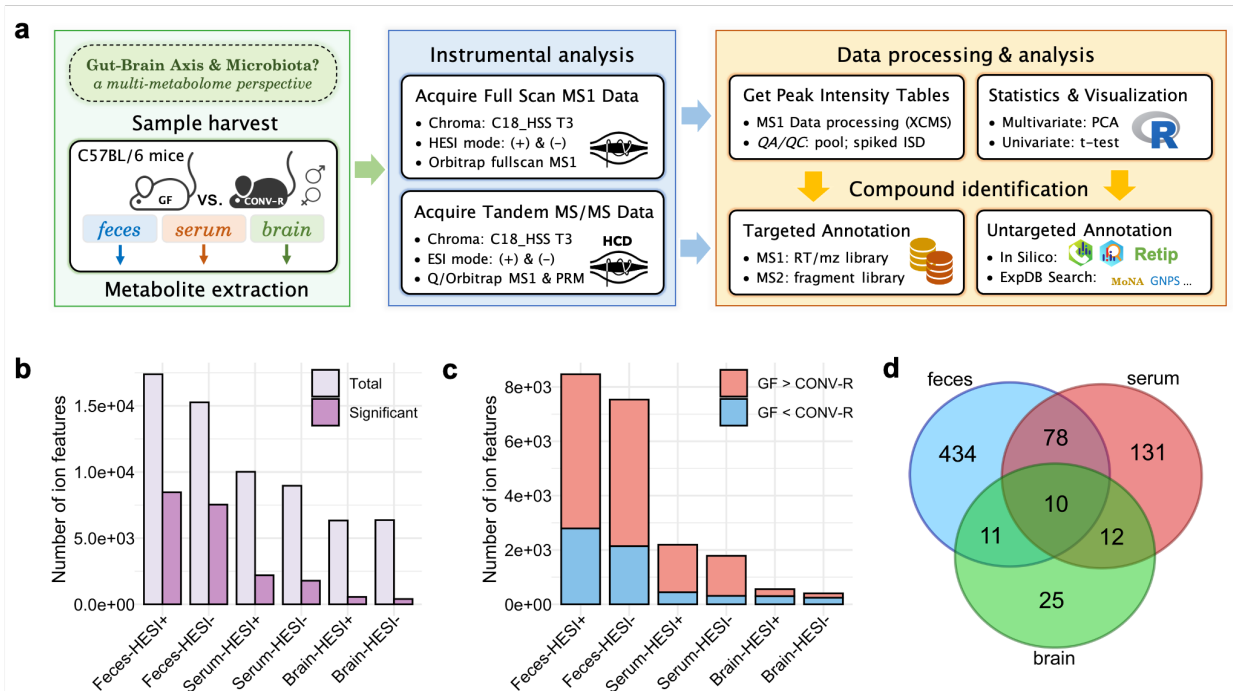 a
Gut-Brain Axis & Microbiota?
a multi-metabolome perspective
Sample harvest
C57BL/6 mice
GF
vs.
CONV-R
feces
serum
brain
Metabolite extraction
Instrumental analysis
Acquire Full Scan MS1 Data
• Chroma: C18_HSS T3
• HESI mode: (+) & (-)
• Orbitrap fullscan MS1
Acquire Tandem MS/MS Data
• Chroma: C18_HSS T3
• ESI mode: (+) & (-)
• Q/Orbitrap MS1 & PRM
HCD
Data processing & analysis
Get Peak Intensity Tables
• MS1 Data processing (XCMS)
• QA/QC: pool; spiked ISD
Statistics & Visualization
• Multivariate: PCA
• Univariate: t-test
R
Compound identification
Targeted Annotation
• MS1: RT/mz library
• MS2: fragment library
Untargeted Annotation
• In Silico:
Retip
• ExpDB Search:
MoNA GNPS ...
b
Number of ion features
1.5e+04
1.0e+04
5.0e+03
0.0e+00
Total
Significant
Feces-HESI+
Feces-HESI-
Serum-HESI+
Serum-HESI-
Brain-HESI+
Brain-HESI-
c
Number of ion features
8e+03
6e+03
4e+03
2e+03
0e+00
GF > CONV-R
GF < CONV-R
Feces-HESI+
Feces-HESI-
Serum-HESI+
Serum-HESI-
Brain-HESI+
Brain-HESI-
d
feces
serum
434
78
131
10
11
12
25
brain